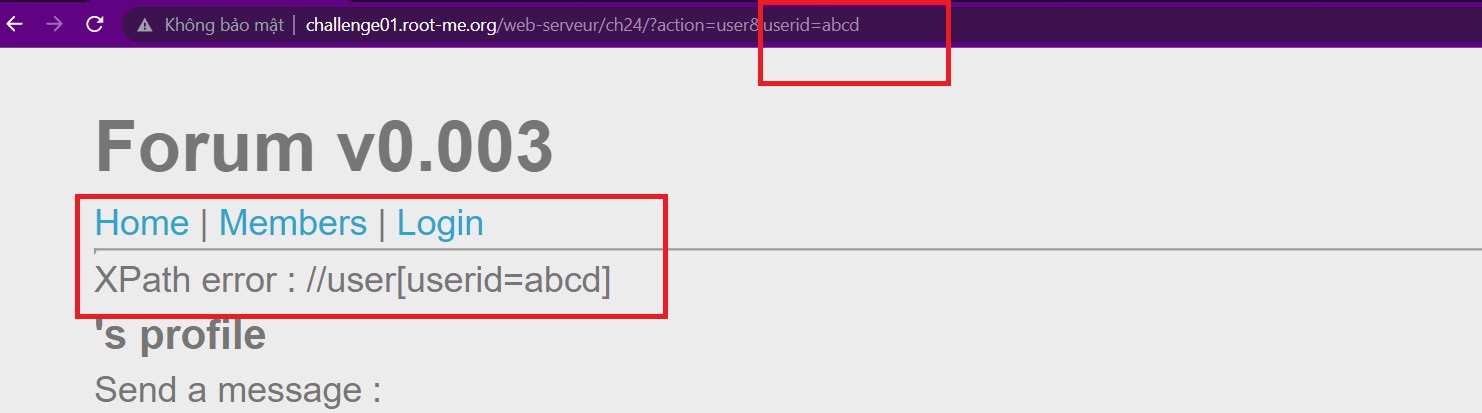 Không bảo mật | challenge01.root-me.org/web-serveur/ch24/?action=user&userid=abcd
Forum v0.003
Home | Members | Login
XPath error : //user[userid=abcd]
's profile
Send a message :